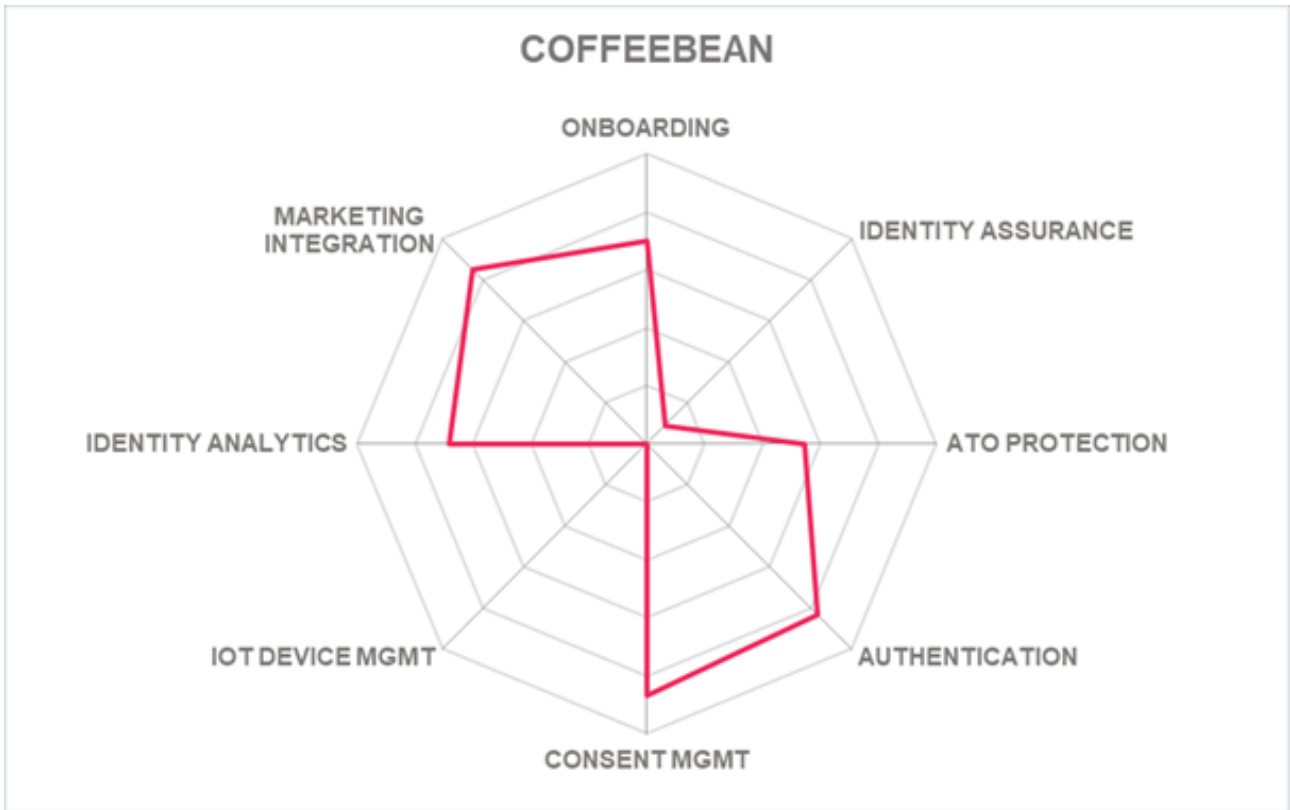 COFFEEBEAN
ONBOARDING
MARKETING
INTEGRATION
IDENTITY ASSURANCE
IDENTITY ANALYTICS
ATO PROTECTION
IOT DEVICE MGMT
AUTHENTICATION
CONSENT MGMT